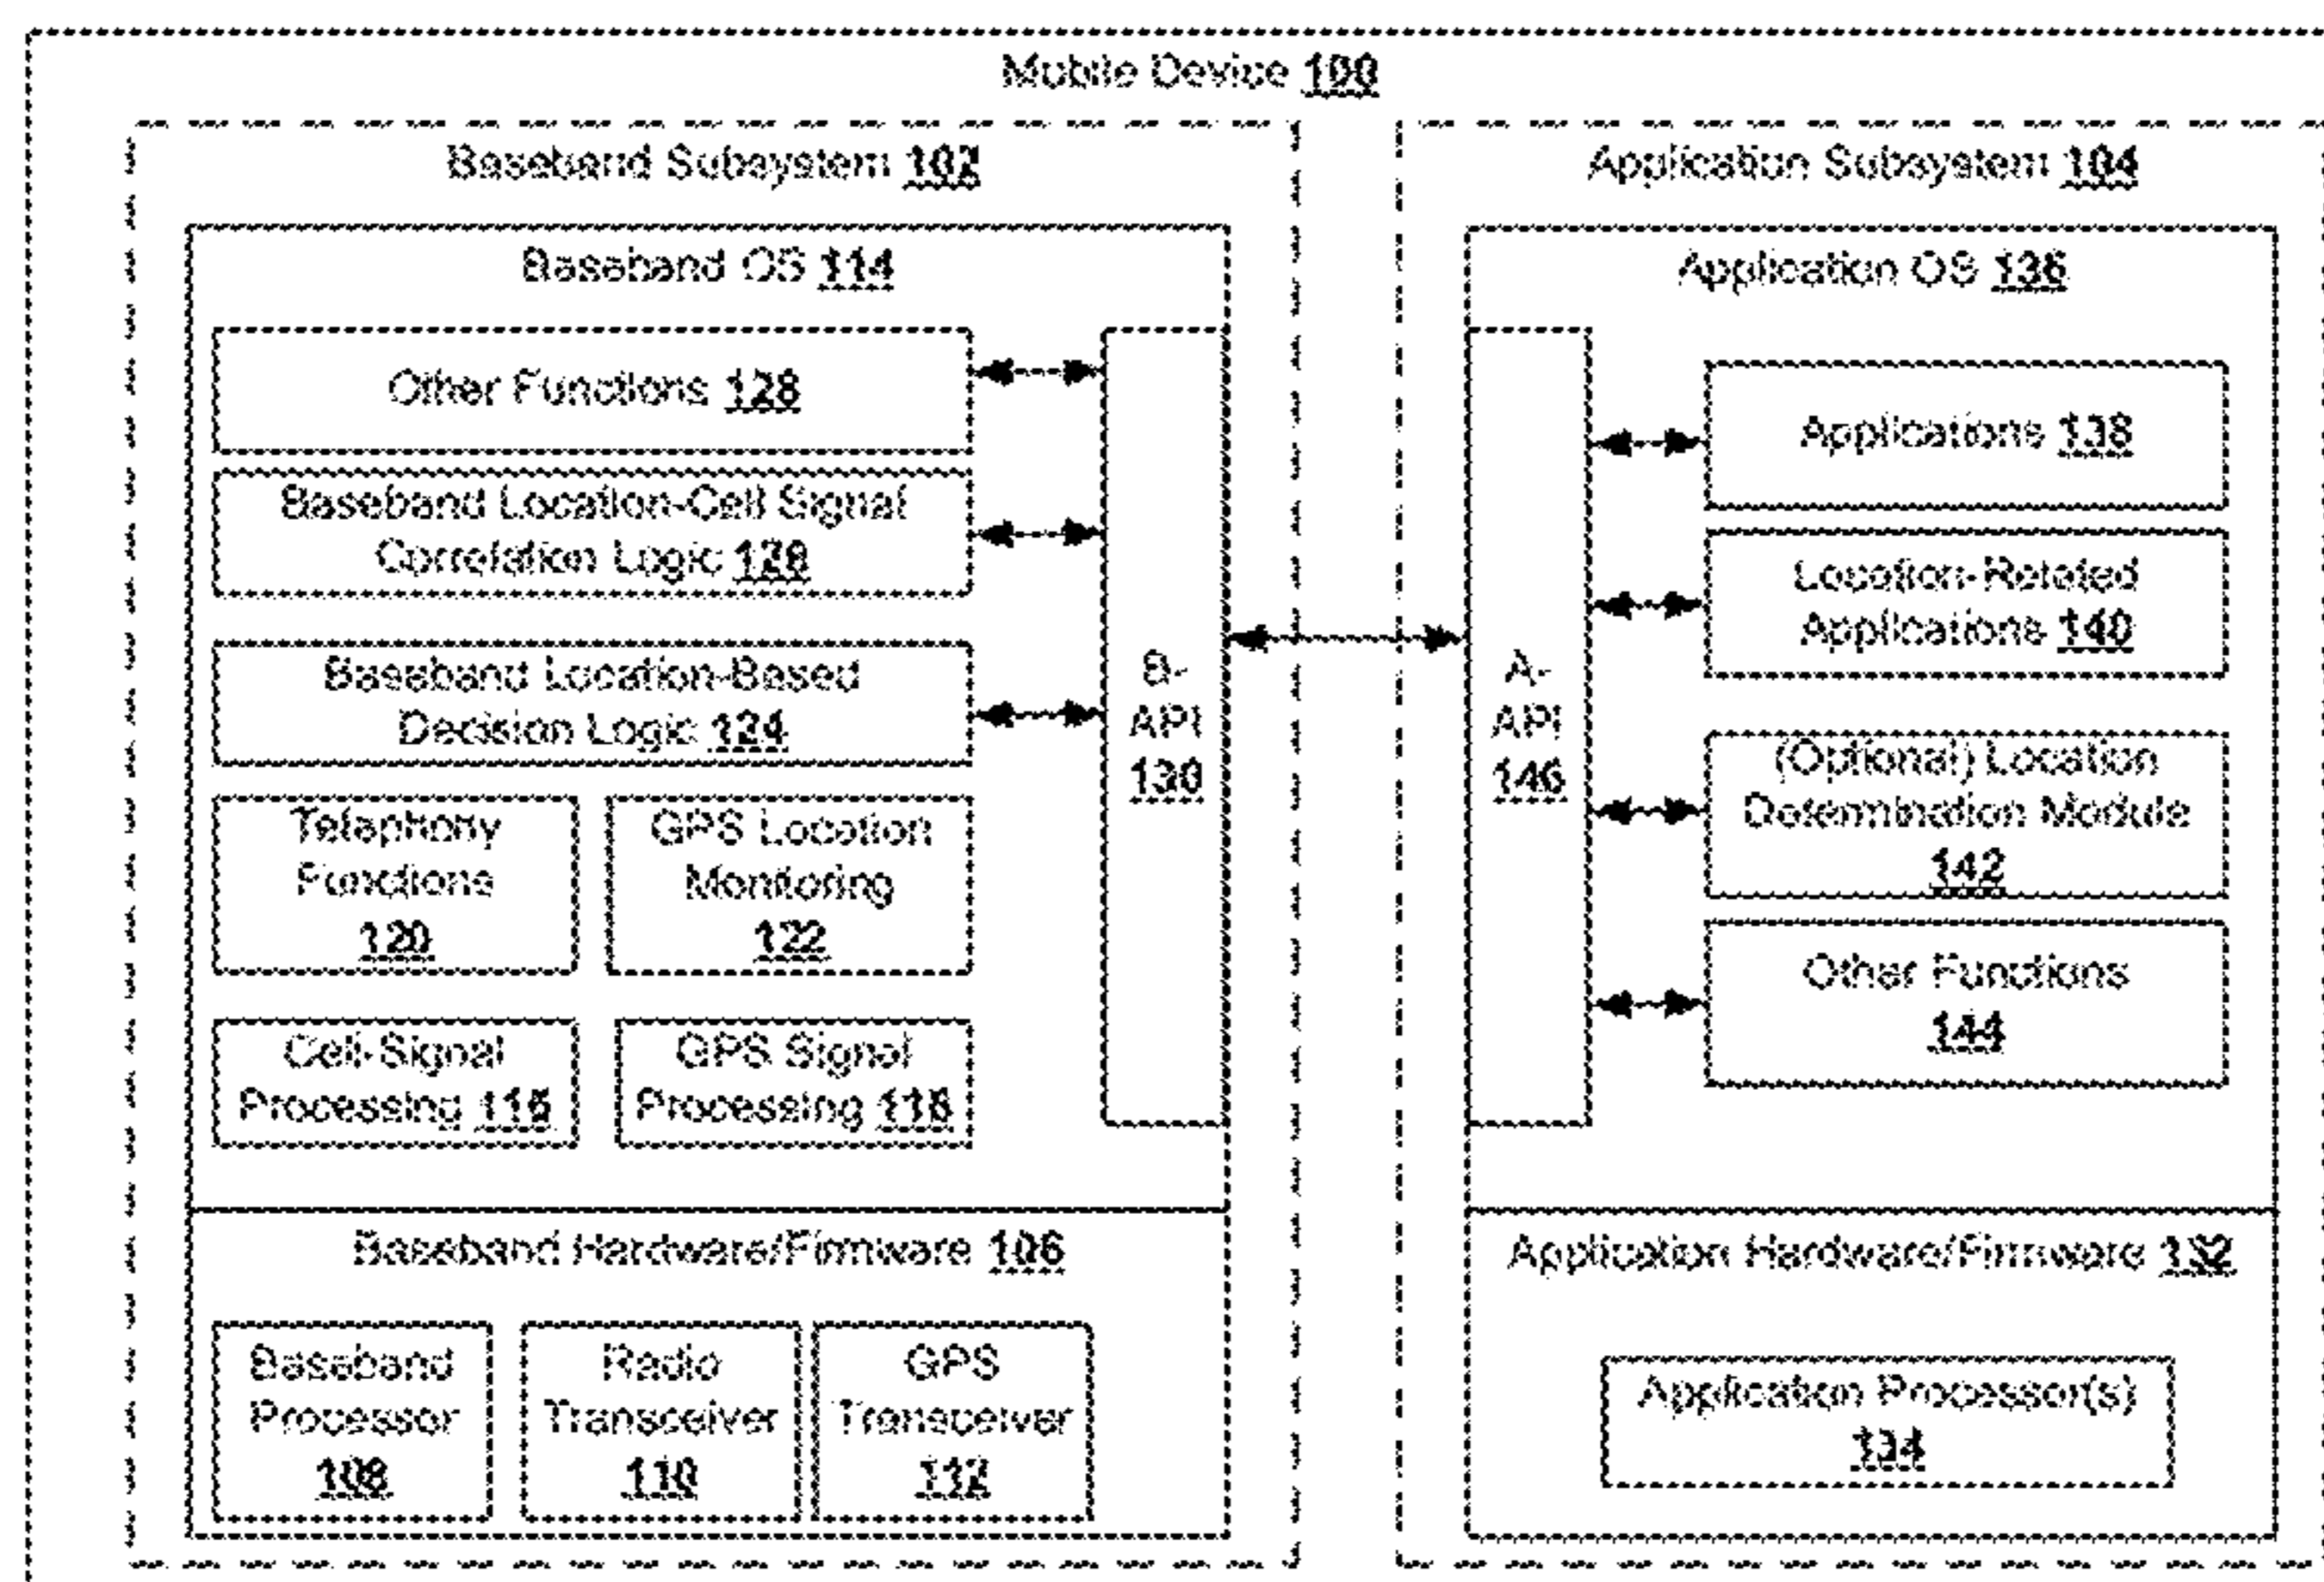 Mobile Device 100
Baseband Subsystem 102
Baseband OS 114
Other Functions 128
Baseband Location-Cell Signal
Correlation Logic 126
Baseband Location-Based
Decision Logic 124
Telephony
Functions
120
GPS Location
Monitoring
122
Cell-Signal
Processing 116
GPS Signal
Processing 118
B-
API
130
Baseband Hardware/Firmware 106
Baseband
Processor
108
Radio
Transceiver
110
GPS
Transceiver
112
Application Subsystem 104
Application OS 136
A-
API
146
Applications 138
Location-Related
Applications 140
(Optional) Location
Determination Module
142
Other Functions
144
Application Hardware/Firmware 132
Application Processor(s)
134